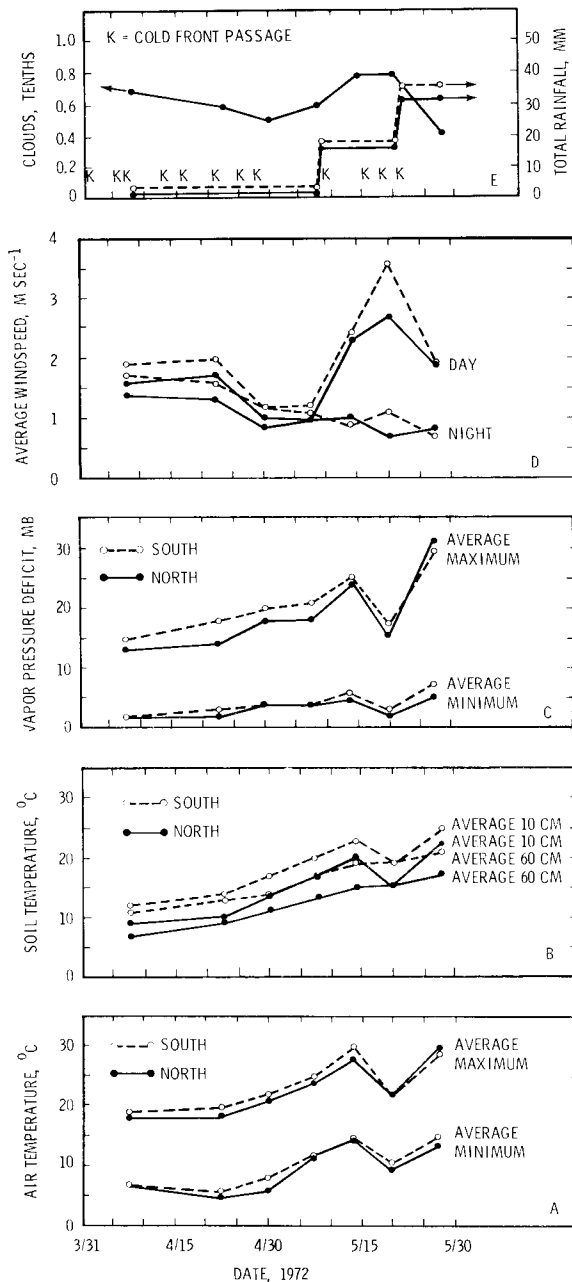 K = COLD FRONT PASSAGE
CLOUDS, TENTHS
1.0
0.8
0.6
0.4
0.2
0
TOTAL RAINFALL, MM
50
40
30
20
10
0
K KK K K K K K K K K K
E
AVERAGE WINDSPEED, M SEC⁻¹
4
3
2
1
0
DAY
NIGHT
D
VAPOR PRESSURE DEFICIT, MB
30
20
10
0
SOUTH
NORTH
AVERAGE
MAXIMUM
AVERAGE
MINIMUM
C
SOIL TEMPERATURE, °C
30
20
10
0
SOUTH
NORTH
AVERAGE 10 CM
AVERAGE 10 CM
AVERAGE 60 CM
AVERAGE 60 CM
B
AIR TEMPERATURE, °C
30
20
10
0
SOUTH
NORTH
AVERAGE
MAXIMUM
AVERAGE
MINIMUM
A
3/31 4/15 4/30 5/15 5/30
DATE, 1972